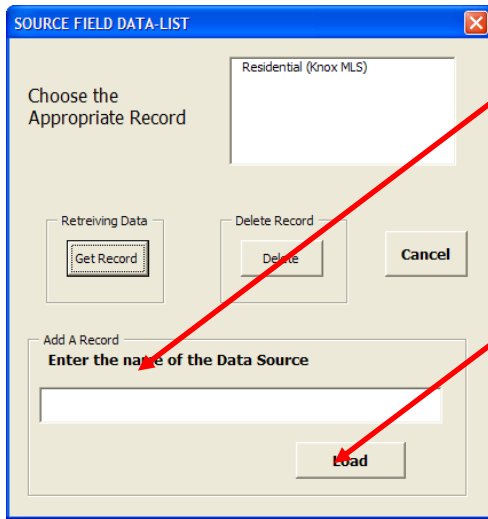 SOURCE FIELD DATA-LIST
Residential (Knox MLS)
Choose the
Appropriate Record
Retreiving Data
Delete Record
Get Record
Delete
Cancel
Add A Record
Enter the name of the Data Source
Load